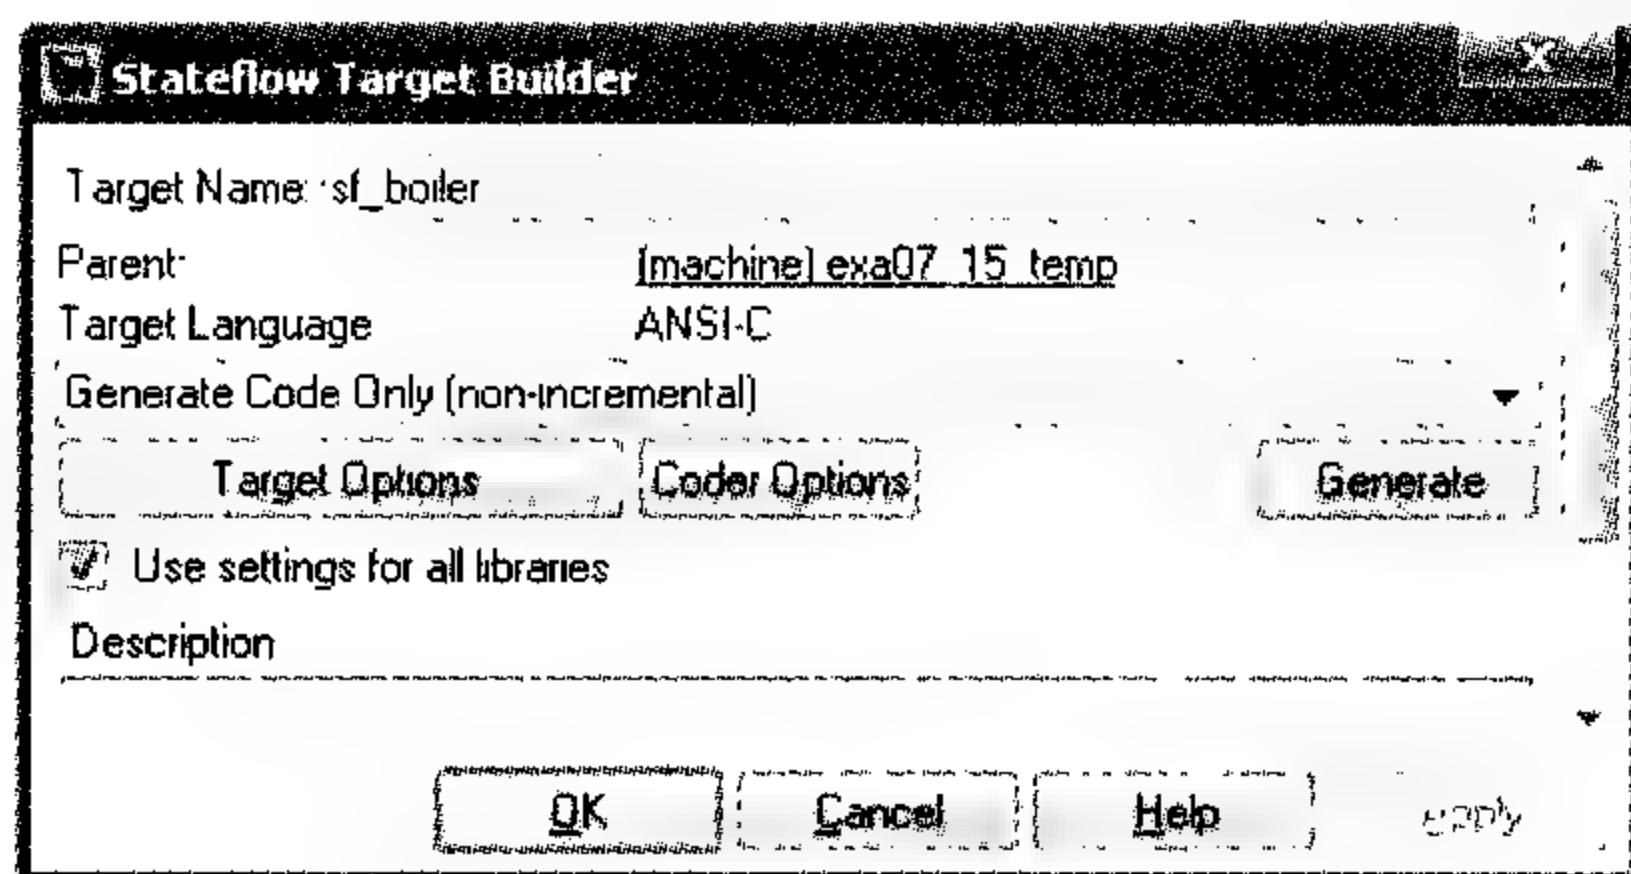 Stateflow Target Builder
X
Target Name: sf_boiler
Parent:
(machine) exa07_15_temp
Target Language
ANSI-C
Generate Code Only (non-incremental)
Target Options Coder Options Generate
Use settings for all libraries
Description
OK Cancel Help Apply